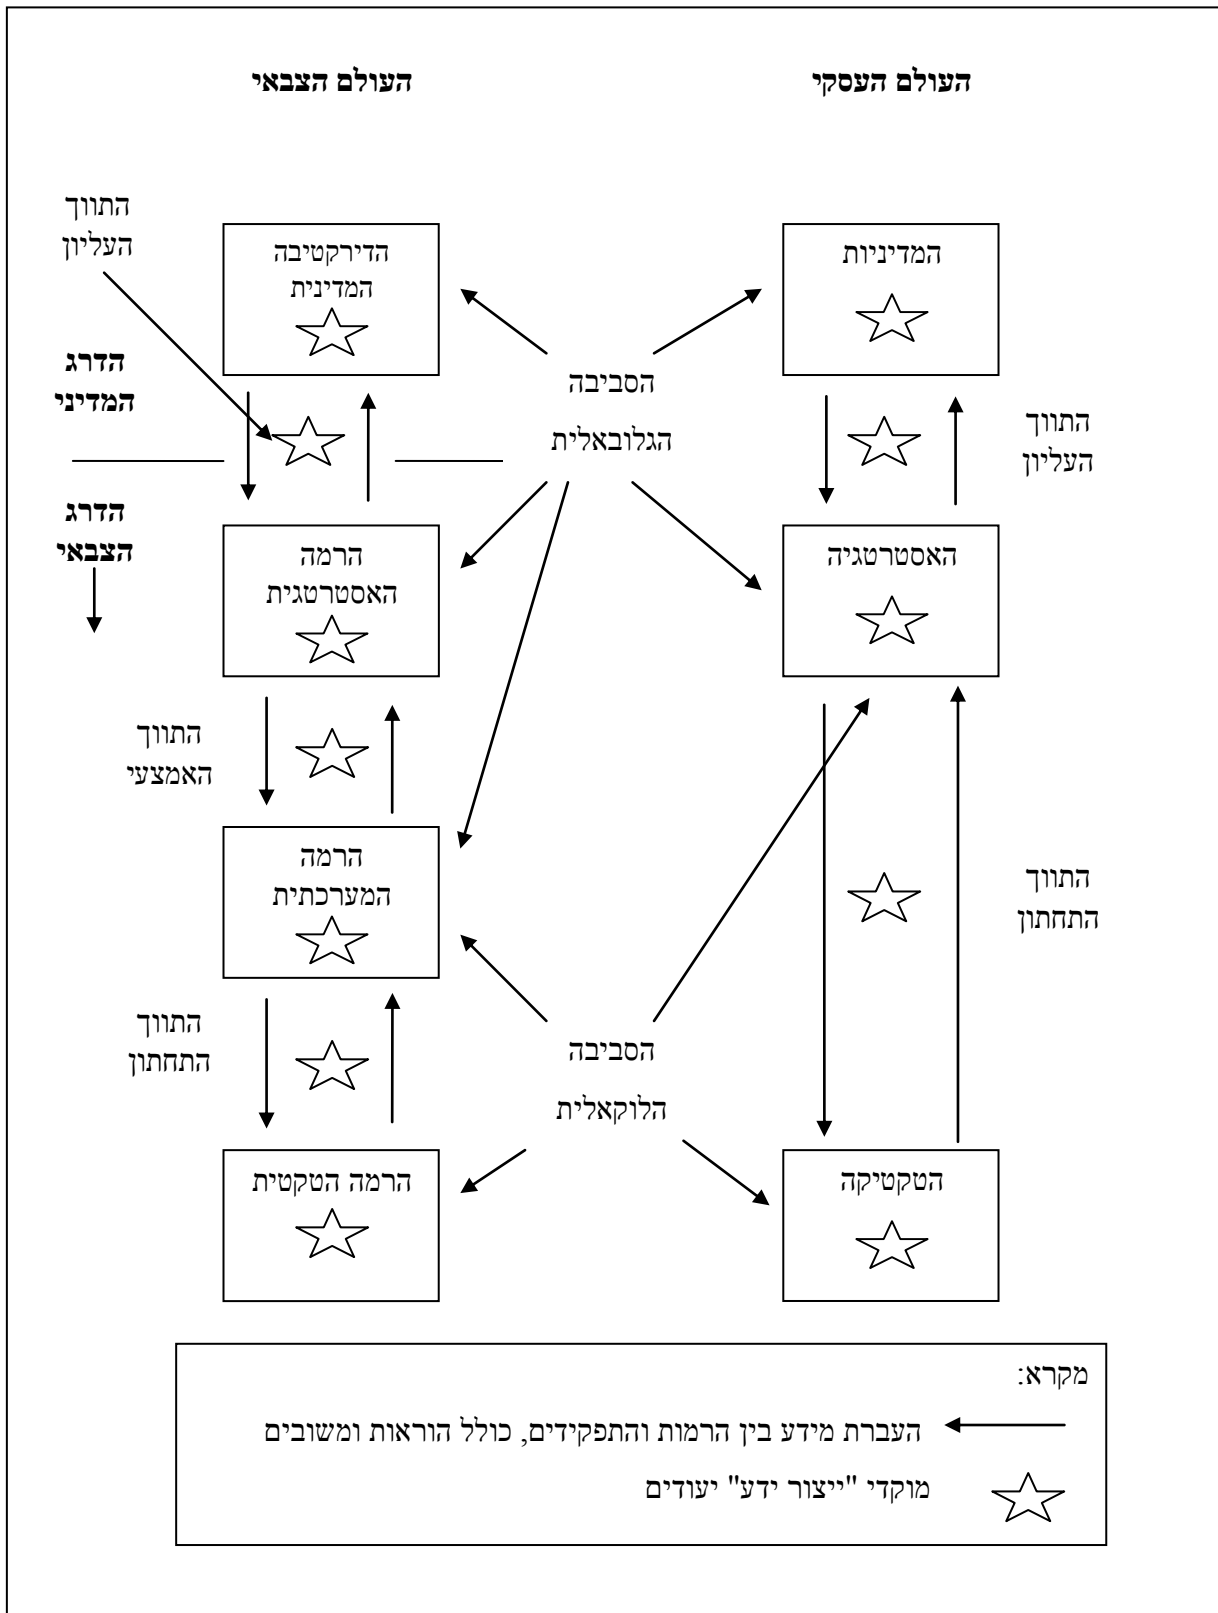 העולם העסקי
העולם הצבאי
התווך
העליון
המדיניות
הדירקטיבה
המדינית
הדרג
המדיני
הסביבה
הגלובאלית
התווך
העליון
הדרג
הצבאי
האסטרטגיה
הרמה
האסטרטגית
התווך
האמצעי
הרמה
המערכתית
התווך
התחתון
התווך
התחתון
הסביבה
הלוקאלית
הטקטיקה
הרמה הטקטית
מקרא:
העברת מידע בין הרמות והתפקידים, כולל הוראות ומשובים
מוקדי "ייצור ידע" יעודים